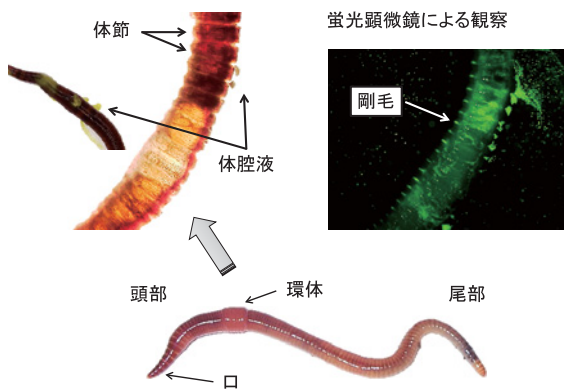 体節
蛍光顕微鏡による観察
剛毛
体腔液
頭部
環体
尾部
口